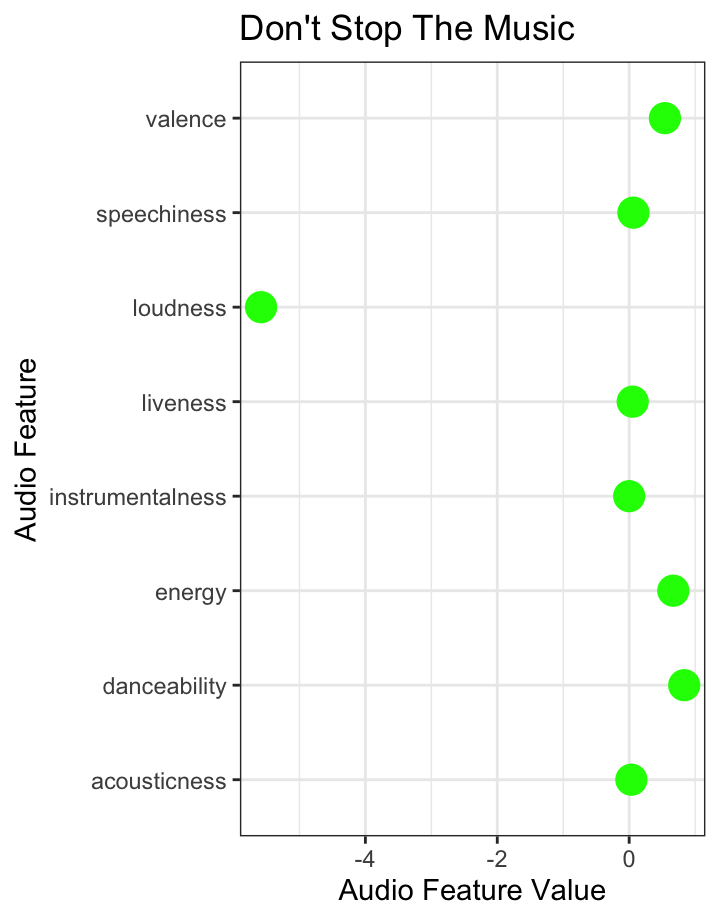 Don't Stop The Music
valence
speechiness
loudness
liveness
instrumentalness
energy
danceability
acousticness
Audio Feature
-4 -2 0
Audio Feature Value